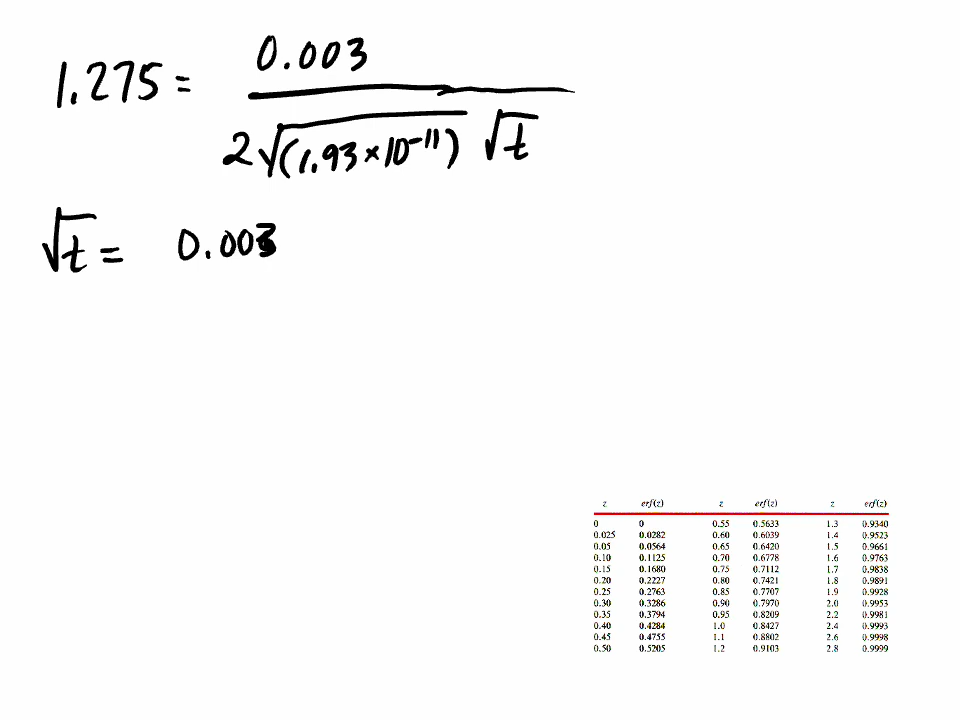 1.275 = 0.003 / 2√(1.93×10⁻¹¹) √t
√t = 0.003
z erf(z) z erf(z) z erf(z)
0 0 0.55 0.5633 1.3 0.9340
0.025 0.0282 0.60 0.6039 1.4 0.9523
0.05 0.0564 0.65 0.6420 1.5 0.9661
0.10 0.1125 0.70 0.6778 1.6 0.9763
0.15 0.1680 0.75 0.7112 1.7 0.9838
0.20 0.2227 0.80 0.7421 1.8 0.9891
0.25 0.2763 0.85 0.7707 1.9 0.9928
0.30 0.3286 0.90 0.7970 2.0 0.9953
0.35 0.3794 0.95 0.8209 2.2 0.9981
0.40 0.4284 1.0 0.8427 2.4 0.9993
0.45 0.4755 1.1 0.8802 2.6 0.9998
0.50 0.5205 1.2 0.9103 2.8 0.9999